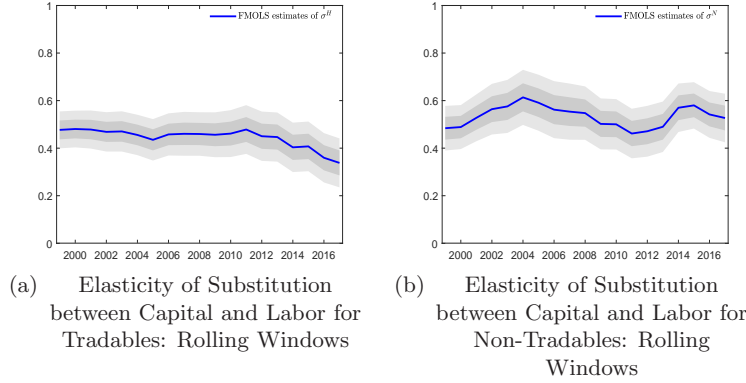 FMOLS estimates of σ^H
1
0.8
0.6
0.4
0.2
0
2000 2002 2004 2006 2008 2010 2012 2014 2016
(a) Elasticity of Substitution
between Capital and Labor for
Tradables: Rolling Windows
FMOLS estimates of σ^N
1
0.8
0.6
0.4
0.2
0
2000 2002 2004 2006 2008 2010 2012 2014 2016
(b) Elasticity of Substitution
between Capital and Labor for
Non-Tradables: Rolling
Windows